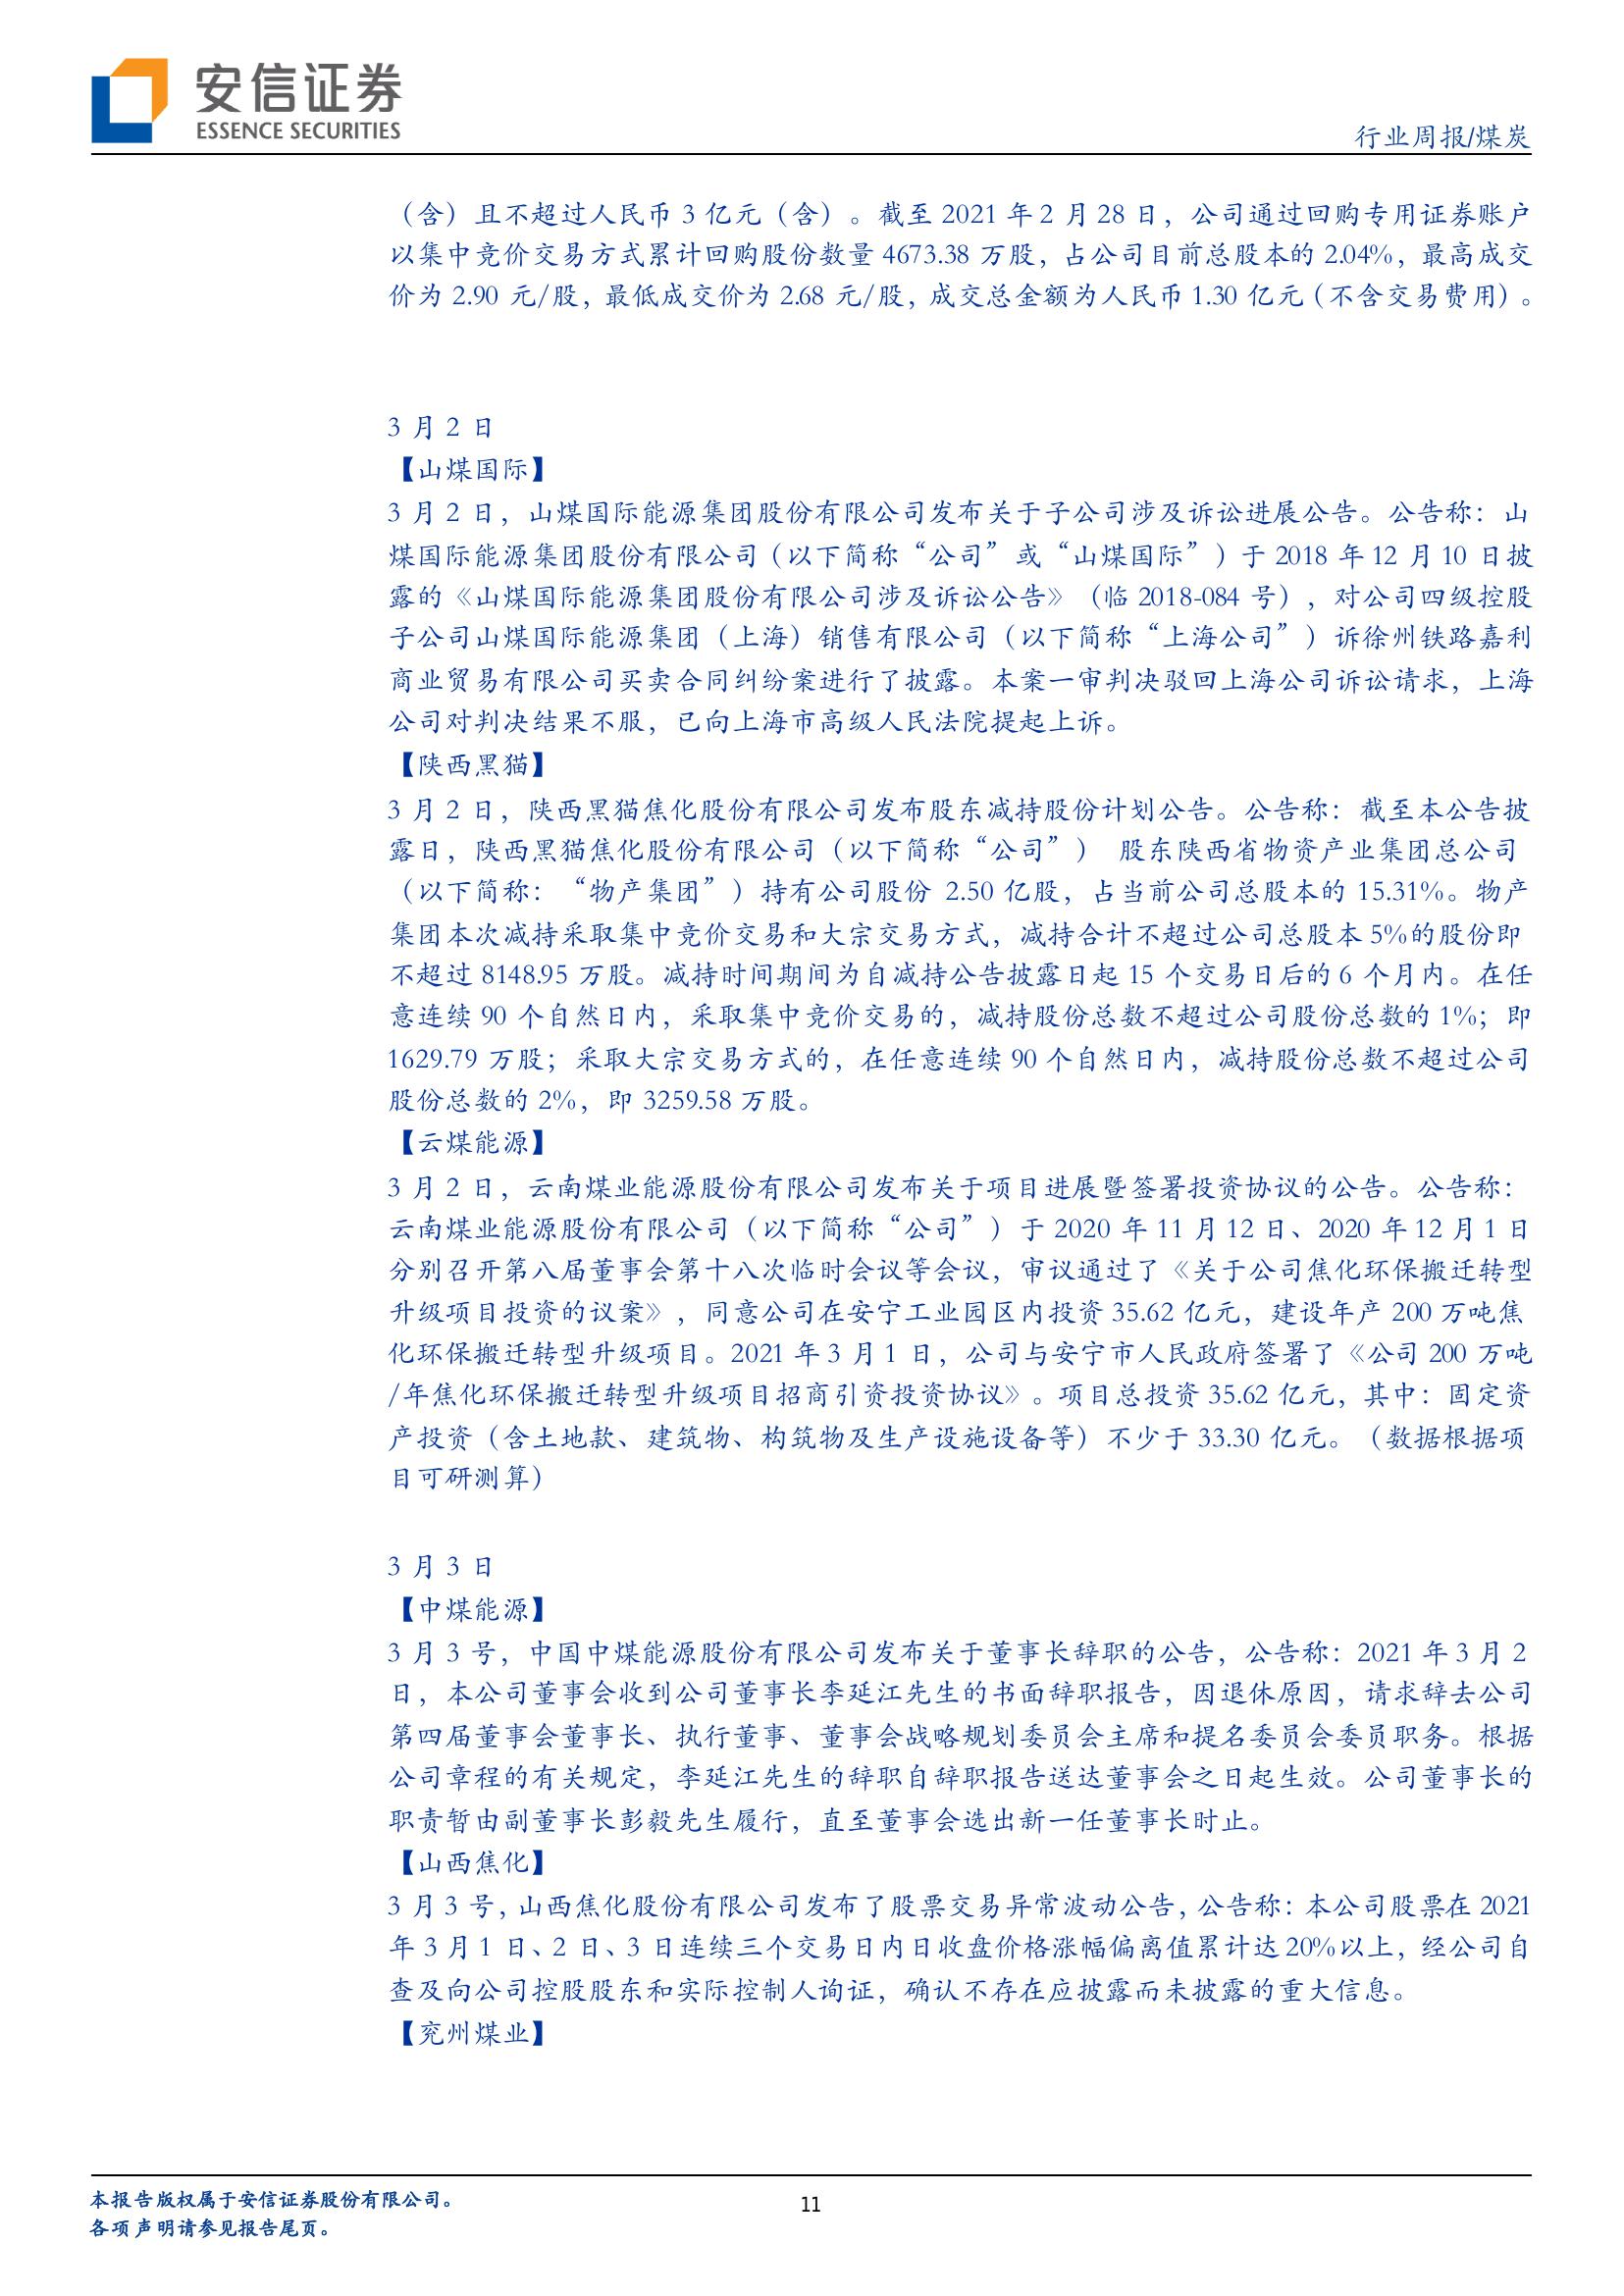 安信证券
ESSENCE SECURITIES
行业周报/煤炭
（含）且不超过人民币 3 亿元（含）。截至 2021 年 2 月 28 日，公司通过回购专用证券账户
以集中竞价交易方式累计回购股份数量 4673.38 万股，占公司目前总股本的 2.04%，最高成交
价为 2.90 元/股，最低成交价为 2.68 元/股，成交总金额为人民币 1.30 亿元（不含交易费用）。
3 月 2 日
【山煤国际】
3 月 2 日，山煤国际能源集团股份有限公司发布关于子公司涉及诉讼进展公告。公告称：山
煤国际能源集团股份有限公司（以下简称“公司”或“山煤国际”）于 2018 年 12 月 10 日披
露的《山煤国际能源集团股份有限公司涉及诉讼公告》（临 2018-084 号），对公司四级控股
子公司山煤国际能源集团（上海）销售有限公司（以下简称“上海公司”）诉徐州铁路嘉利
商业贸易有限公司买卖合同纠纷案进行了披露。本案一审判决驳回上海公司诉讼请求，上海
公司对判决结果不服，已向上海市高级人民法院提起上诉。
【陕西黑猫】
3 月 2 日，陕西黑猫焦化股份有限公司发布股东减持股份计划公告。公告称：截至本公告披
露日，陕西黑猫焦化股份有限公司（以下简称“公司”） 股东陕西省物资产业集团总公司
（以下简称：“物产集团”）持有公司股份 2.50 亿股，占当前公司总股本的 15.31%。物产
集团本次减持采取集中竞价交易和大宗交易方式，减持合计不超过公司总股本 5%的股份即
不超过 8148.95 万股。减持时间期间为自减持公告披露日起 15 个交易日后的 6 个月内。在任
意连续 90 个自然日内，采取集中竞价交易的，减持股份总数不超过公司股份总数的 1%；即
1629.79 万股；采取大宗交易方式的，在任意连续 90 个自然日内，减持股份总数不超过公司
股份总数的 2%，即 3259.58 万股。
【云煤能源】
3 月 2 日，云南煤业能源股份有限公司发布关于项目进展暨签署投资协议的公告。公告称：
云南煤业能源股份有限公司（以下简称“公司”）于 2020 年 11 月 12 日、2020 年 12 月 1 日
分别召开第八届董事会第十八次临时会议等会议，审议通过了《关于公司焦化环保搬迁转型
升级项目投资的议案》，同意公司在安宁工业园区内投资 35.62 亿元，建设年产 200 万吨焦
化环保搬迁转型升级项目。2021 年 3 月 1 日，公司与安宁市人民政府签署了《公司 200 万吨
/年焦化环保搬迁转型升级项目招商引资投资协议》。项目总投资 35.62 亿元，其中：固定资
产投资（含土地款、建筑物、构筑物及生产设施设备等）不少于 33.30 亿元。（数据根据项
目可研测算）
3 月 3 日
【中煤能源】
3 月 3 号，中国中煤能源股份有限公司发布关于董事长辞职的公告，公告称：2021 年 3 月 2
日，本公司董事会收到公司董事长李延江先生的书面辞职报告，因退休原因，请求辞去公司
第四届董事会董事长、执行董事、董事会战略规划委员会主席和提名委员会委员职务。根据
公司章程的有关规定，李延江先生的辞职自辞职报告送达董事会之日起生效。公司董事长的
职责暂由副董事长彭毅先生履行，直至董事会选出新一任董事长时止。
【山西焦化】
3 月 3 号，山西焦化股份有限公司发布了股票交易异常波动公告，公告称：本公司股票在 2021
年 3 月 1 日、2 日、3 日连续三个交易日内日收盘价格涨幅偏离值累计达 20%以上，经公司自
查及向公司控股股东和实际控制人询证，确认不存在应披露而未披露的重大信息。
【兖州煤业】
本报告版权属于安信证券股份有限公司。
11
各项声明请参见报告尾页。